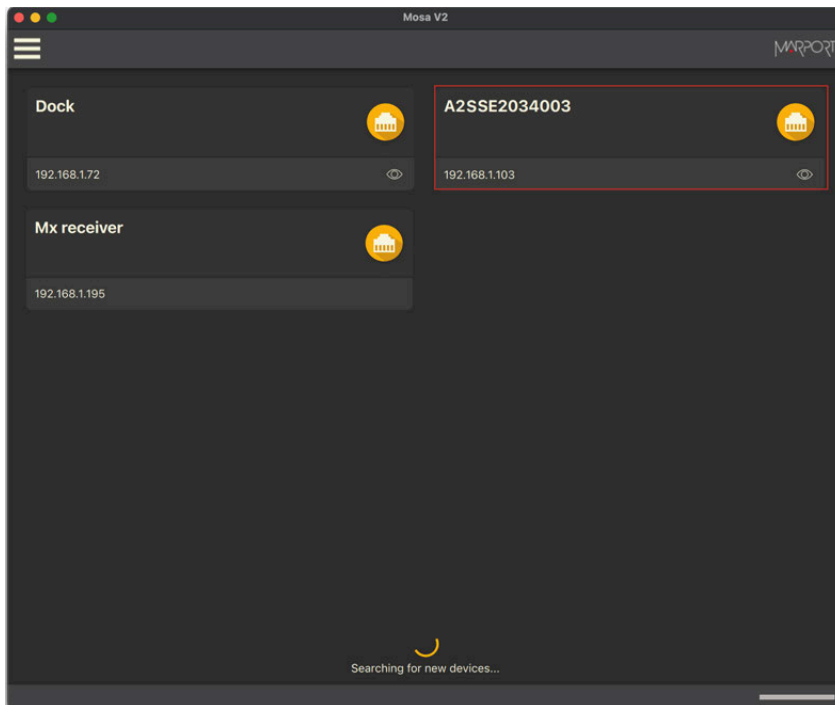 Mosa V2
MARPORT
Dock
192.168.1.72
A2SSE2034003
192.168.1.103
Mx receiver
192.168.1.195
Searching for new devices...